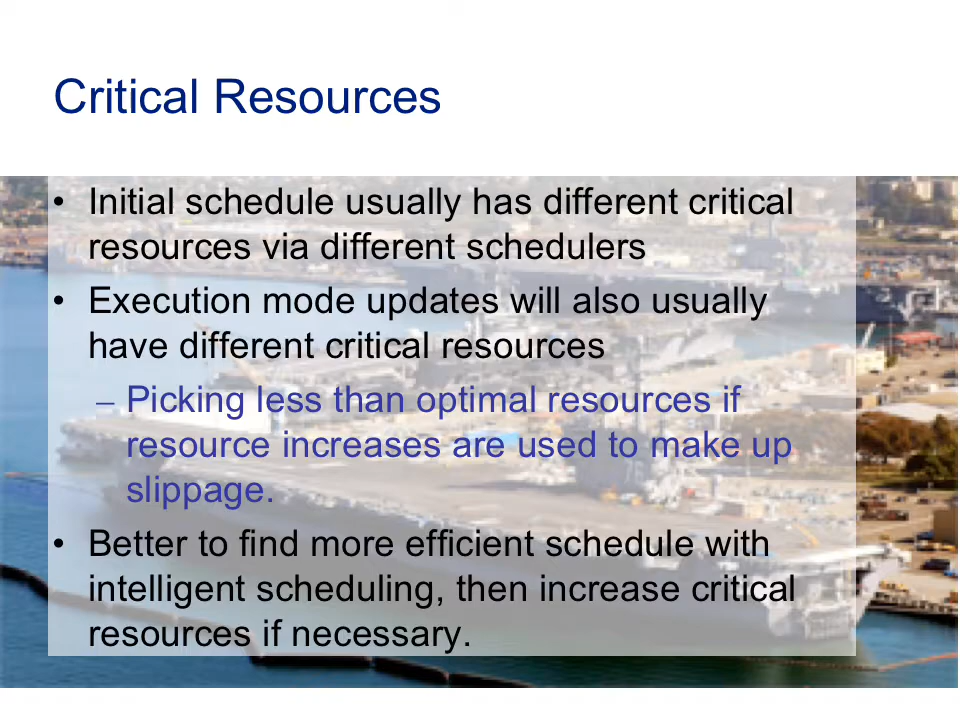 Critical Resources
• Initial schedule usually has different critical
resources via different schedulers
• Execution mode updates will also usually
have different critical resources
– Picking less than optimal resources if
resource increases are used to make up
slippage.
• Better to find more efficient schedule with
intelligent scheduling, then increase critical
resources if necessary.